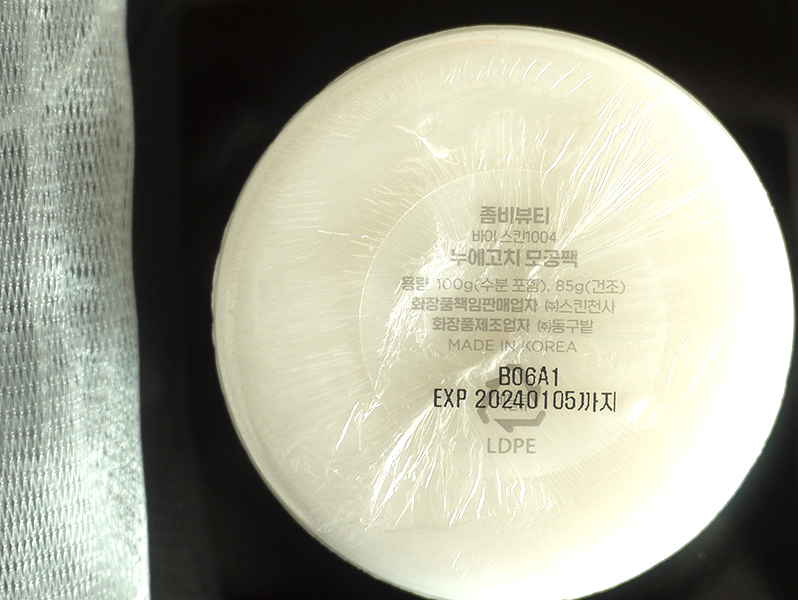 좀비뷰티
바이 스킨1004
누에고치 모공팩
용량 100g(수분 포함), 85g(건조)
화장품책임판매업자 ㈜스킨천사
화장품제조업자 ㈜동구밭
MADE IN KOREA
B06A1
EXP 20240105까지
LDPE